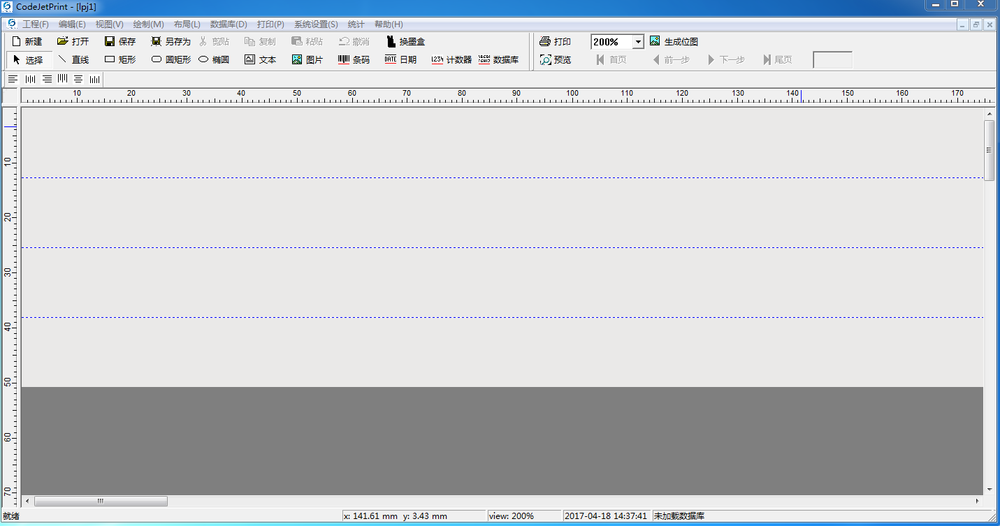 CodeJetPrint - [lpj1]
工程(F) 编辑(E) 视图(V) 绘制(M) 布局(L) 数据库(D) 打印(P) 系统设置(S) 统计 帮助(H)
新建 打开 保存 另存为 剪贴 复制 粘贴 撤消 换墨盒 打印 200% 生成位图
选择 直线 矩形 圆矩形 椭圆 文本 图片 条码 DATE 日期 1234 计数器 数据库 预览 首页 前一步 下一步 尾页
10 20 30 40 50 60 70 80 90 100 110 120 130 140 150 160 170
10
20
30
40
50
60
70
就绪 x: 141.61 mm y: 3.43 mm view: 200% 2017-04-18 14:37:41 未加载数据库